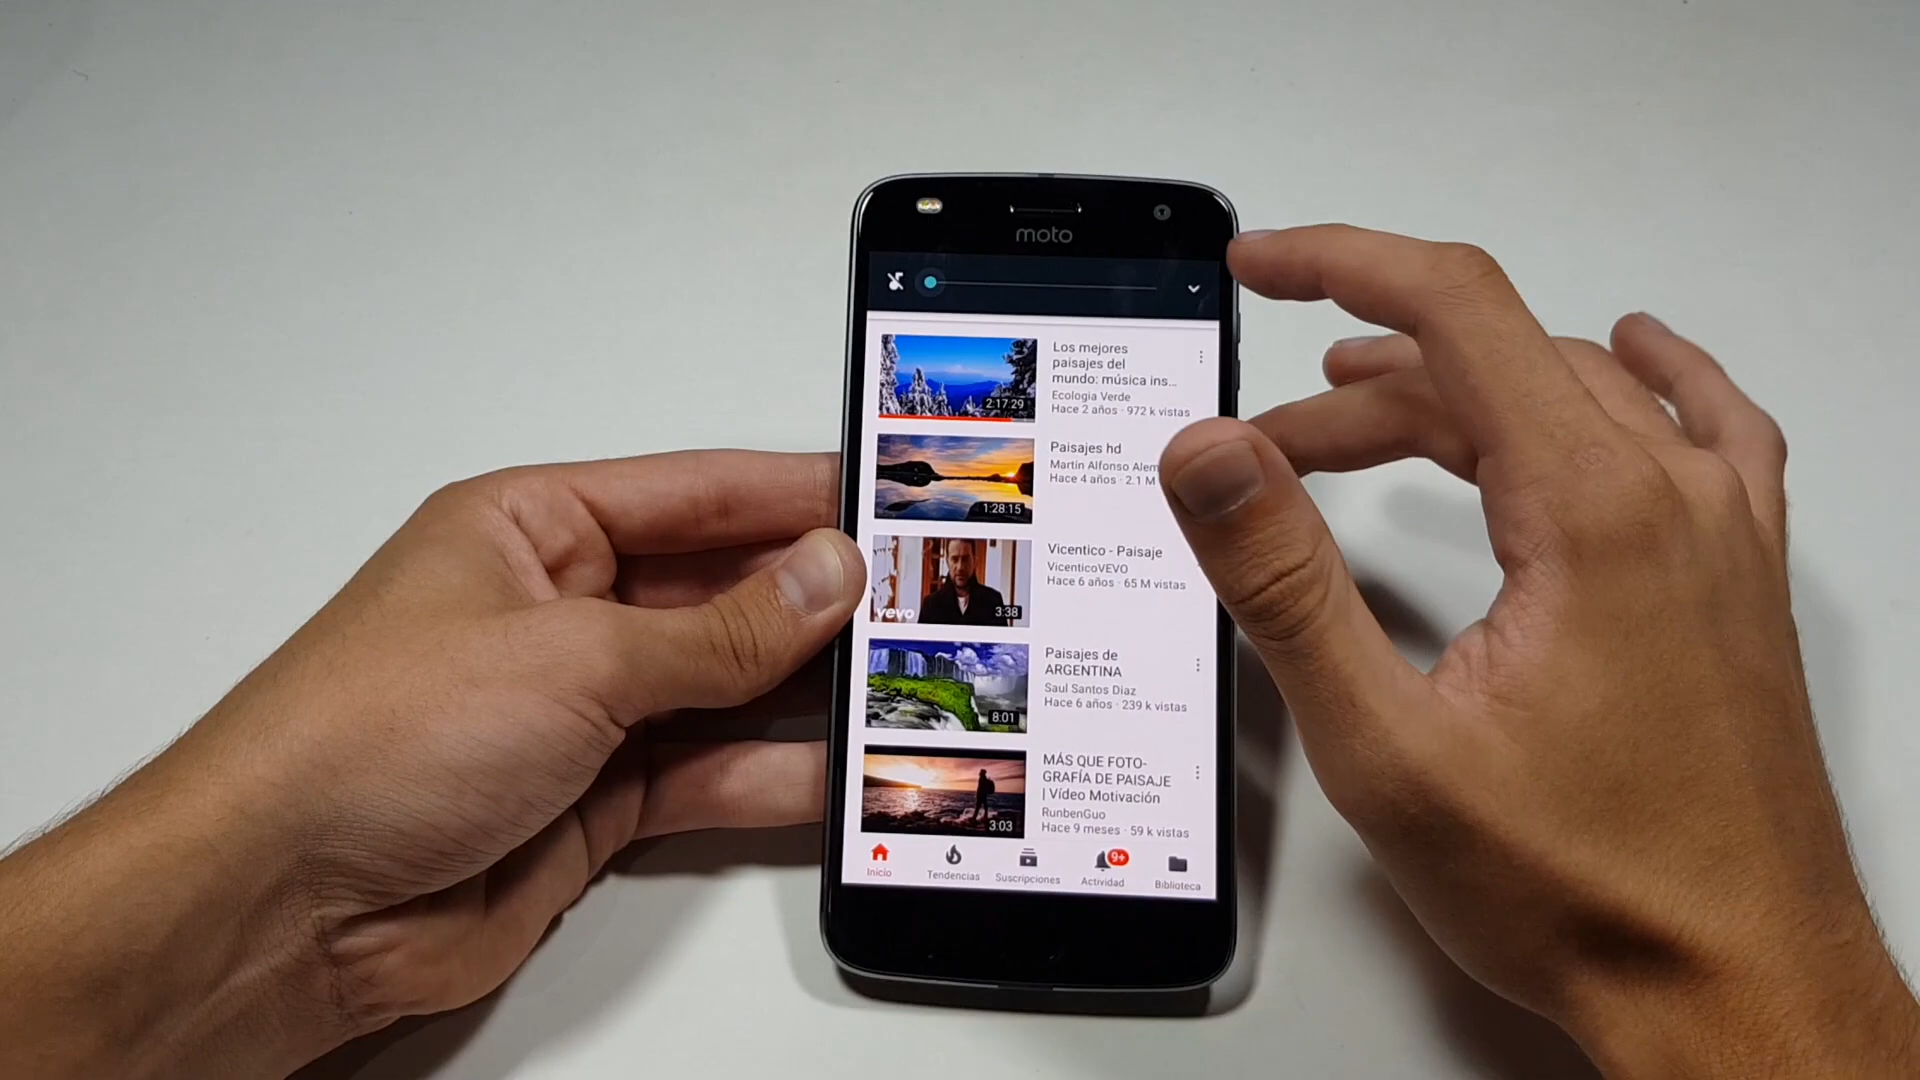 moto
Los mejores
paisajes del
mundo: música ins...
Ecologia Verde
Hace 2 años · 972 k vistas
2:17:29
Paisajes hd
Martín Alfonso Alem
Hace 4 años · 2.1 M
1:28:15
Vicentico - Paisaje
VicenticoVEVO
Hace 6 años · 65 M vistas
vevo
3:38
Paisajes de
ARGENTINA
Saul Santos Diaz
Hace 6 años · 239 k vistas
8:01
MÁS QUE FOTO-
GRAFÍA DE PAISAJE
| Vídeo Motivación
RunbenGuo
Hace 9 meses · 59 k vistas
3:03
9+
Inicio
Tendencias
Suscripciones
Actividad
Biblioteca